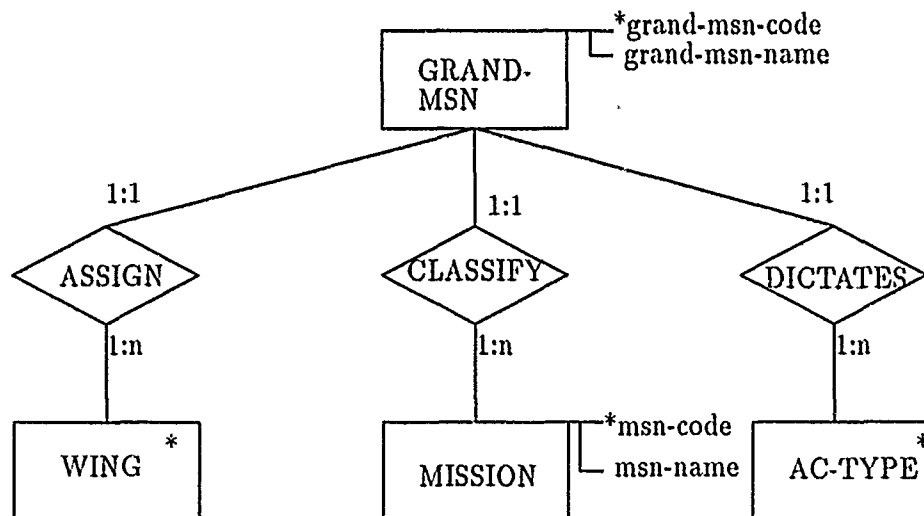 *grand-msn-code
grand-msn-name
GRAND-
MSN
1:1
1:1
1:1
ASSIGN
CLASSIFY
DICTATES
1:n
1:n
1:n
WING *
*msn-code
msn-name
MISSION
AC-TYPE *